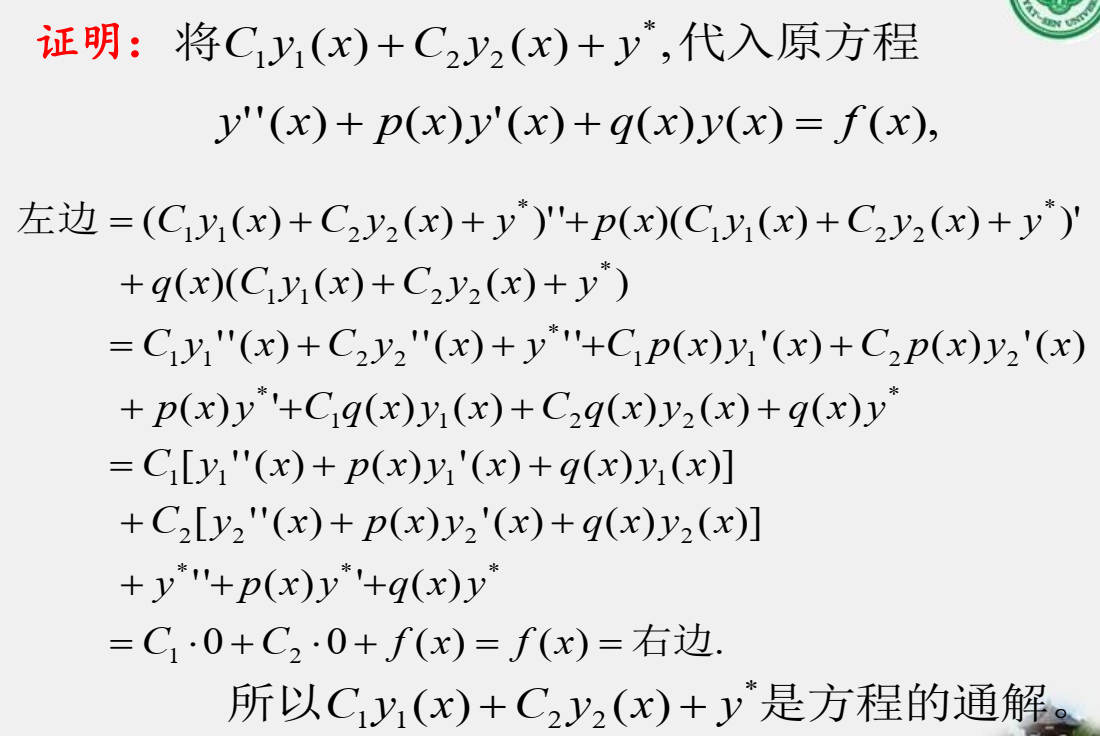 证明：将C₁y₁(x)+C₂y₂(x)+y*,代入原方程
y''(x)+p(x)y'(x)+q(x)y(x)=f(x),
左边=(C₁y₁(x)+C₂y₂(x)+y*)''+p(x)(C₁y₁(x)+C₂y₂(x)+y*)'
+q(x)(C₁y₁(x)+C₂y₂(x)+y*)
=C₁y₁''(x)+C₂y₂''(x)+y*''+C₁p(x)y₁'(x)+C₂p(x)y₂'(x)
+p(x)y*'+C₁q(x)y₁(x)+C₂q(x)y₂(x)+q(x)y*
=C₁[y₁''(x)+p(x)y₁'(x)+q(x)y₁(x)]
+C₂[y₂''(x)+p(x)y₂'(x)+q(x)y₂(x)]
+y*''+p(x)y*'+q(x)y*
=C₁·0+C₂·0+f(x)=f(x)=右边.
所以C₁y₁(x)+C₂y₂(x)+y*是方程的通解。